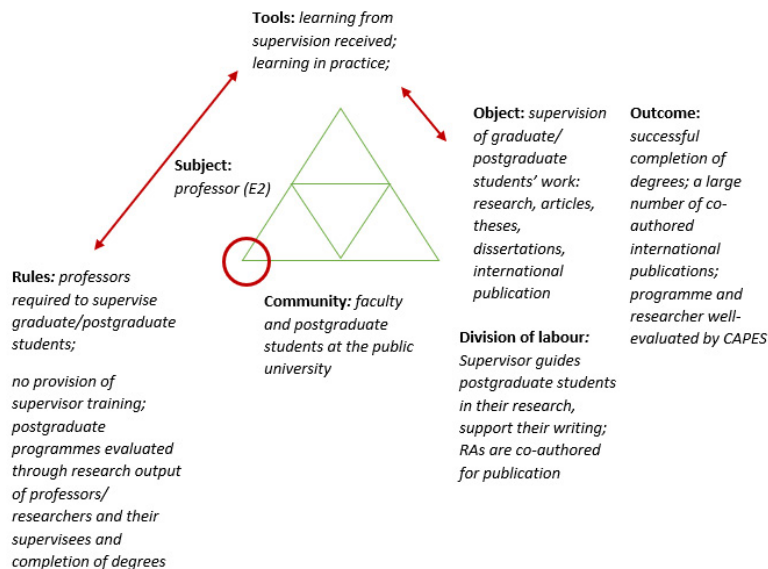 Tools: learning from
supervision received;
learning in practice;
Subject:
professor (E2)
Object: supervision
of graduate/
postgraduate
students’ work:
research, articles,
theses,
dissertations,
international
publication
Outcome:
successful
completion of
degrees; a large
number of co-
authored
international
publications;
programme and
researcher well-
evaluated by CAPES
Rules: professors
required to supervise
graduate/postgraduate
students;
no provision of
supervisor training;
postgraduate
programmes evaluated
through research output
of professors/
researchers and their
supervisees and
completion of degrees
Community: faculty
and postgraduate
students at the public
university
Division of labour:
Supervisor guides
postgraduate students
in their research,
support their writing;
RAs are co-authored
for publication